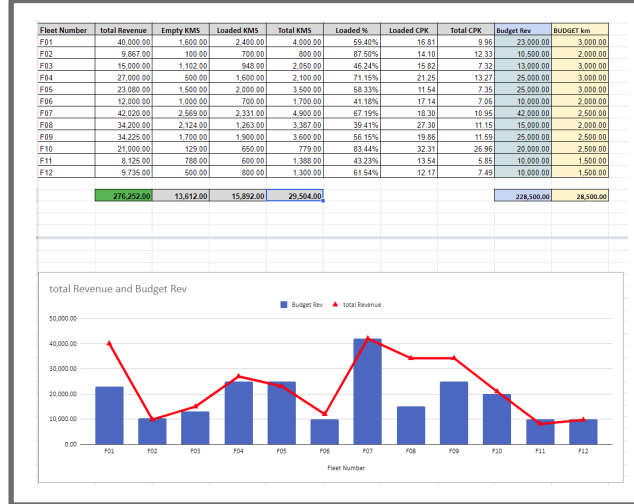 Fleet Number total Revenue Empty KMS Loaded KMS Total KMS Loaded % Loaded CPK Total CPK Budget Rev BUDGET km
F01 40,000.00 1,600.00 2,400.00 4,000.00 59.40% 16.81 9.96 23,000.00 3,000.00
F02 9,867.00 100.00 700.00 800.00 87.50% 14.10 12.33 10,500.00 2,000.00
F03 15,000.00 1,102.00 948.00 2,050.00 46.24% 15.82 7.32 13,000.00 3,000.00
F04 27,000.00 500.00 1,600.00 2,100.00 71.15% 21.25 13.27 25,000.00 3,000.00
F05 23,080.00 1,500.00 2,000.00 3,500.00 58.33% 11.54 7.35 25,000.00 3,000.00
F06 12,000.00 1,000.00 700.00 1,700.00 41.18% 17.14 7.06 10,000.00 2,000.00
F07 42,020.00 2,569.00 2,331.00 4,900.00 67.19% 18.30 10.95 42,000.00 2,500.00
F08 34,200.00 2,124.00 1,263.00 3,387.00 39.41% 27.30 11.15 15,000.00 2,000.00
F09 34,225.00 1,700.00 1,900.00 3,600.00 56.15% 19.86 11.59 25,000.00 2,500.00
F10 21,000.00 129.00 650.00 779.00 83.44% 32.31 26.96 20,000.00 2,500.00
F11 8,125.00 788.00 600.00 1,388.00 43.23% 13.54 5.85 10,000.00 1,500.00
F12 9,735.00 500.00 800.00 1,300.00 61.54% 12.17 7.49 10,000.00 1,500.00
276,252.00 13,612.00 15,892.00 29,504.00 228,500.00 28,500.00
total Revenue and Budget Rev
Budget Rev total Revenue
50,000.00
40,000.00
30,000.00
20,000.00
10,000.00
0.00
F01 F02 F03 F04 F05 F06 F07 F08 F09 F10 F11 F12
Fleet Number